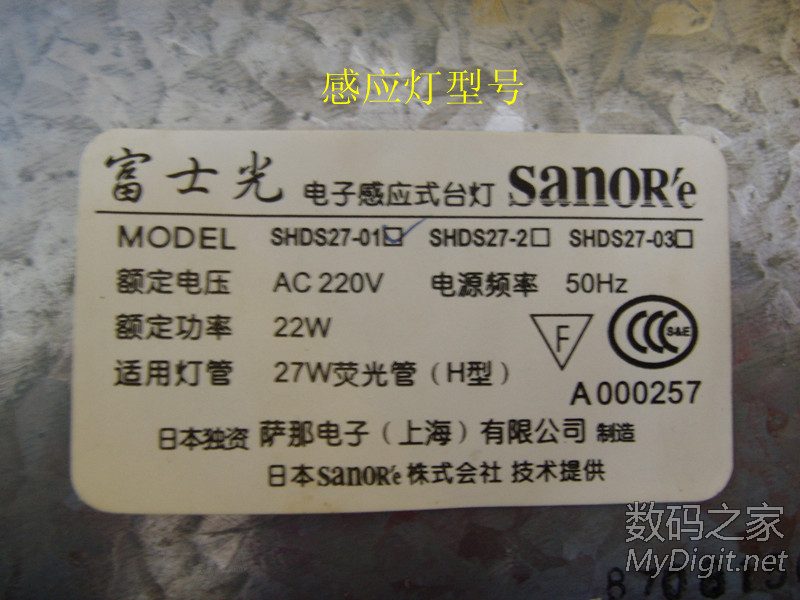 感应灯型号
富士光 电子感应式台灯 SANOR'e
MODEL SHDS27-01☑ SHDS27-2□ SHDS27-03□
额定电压 AC 220V 电源频率 50Hz
额定功率 22W
F CCC S&E
适用灯管 27W荧光管（H型）
A000257
日本独资 萨那电子（上海）有限公司 制造
日本SANOR'e株式会社 技术提供
数码之家
MyDigit.net